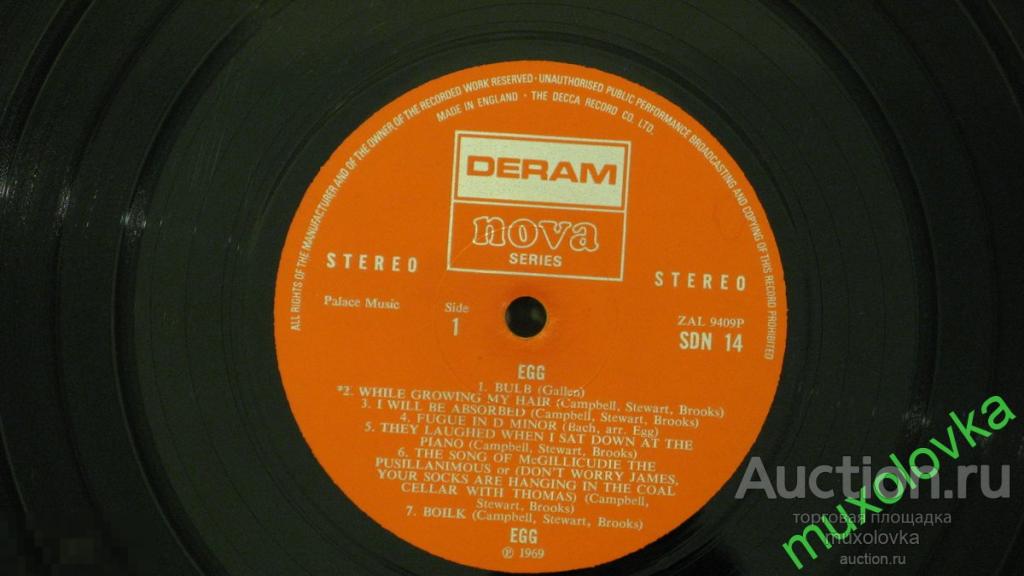 ALL RIGHTS OF THE MANUFACTURER AND OF THE OWNER OF THE RECORDED WORK RESERVED · UNAUTHORISED PUBLIC PERFORMANCE BROADCASTING AND COPYING OF THIS RECORD PROHIBITED
MADE IN ENGLAND · THE DECCA RECORD CO. LTD.
DERAM
nova
SERIES
STEREO
STEREO
Palace Music
Side
1
ZAL 9409P
SDN 14
EGG
1. BULB (Gallen)
*2. WHILE GROWING MY HAIR (Campbell, Stewart, Brooks)
3. I WILL BE ABSORBED (Campbell, Stewart, Brooks)
4. FUGUE IN D MINOR (Bach, arr. Egg)
5. THEY LAUGHED WHEN I SAT DOWN AT THE
PIANO (Campbell, Stewart, Brooks)
6. THE SONG OF McGILLICUDIE THE
PUSILLANIMOUS or (DON'T WORRY JAMES,
YOUR SOCKS ARE HANGING IN THE COAL
CELLAR WITH THOMAS) (Campbell,
Stewart, Brooks)
7. BOILK (Campbell, Stewart, Brooks)
EGG
℗ 1969
Auction.ru
торговая площадка
muxolovka
auction.ru
muxolovka